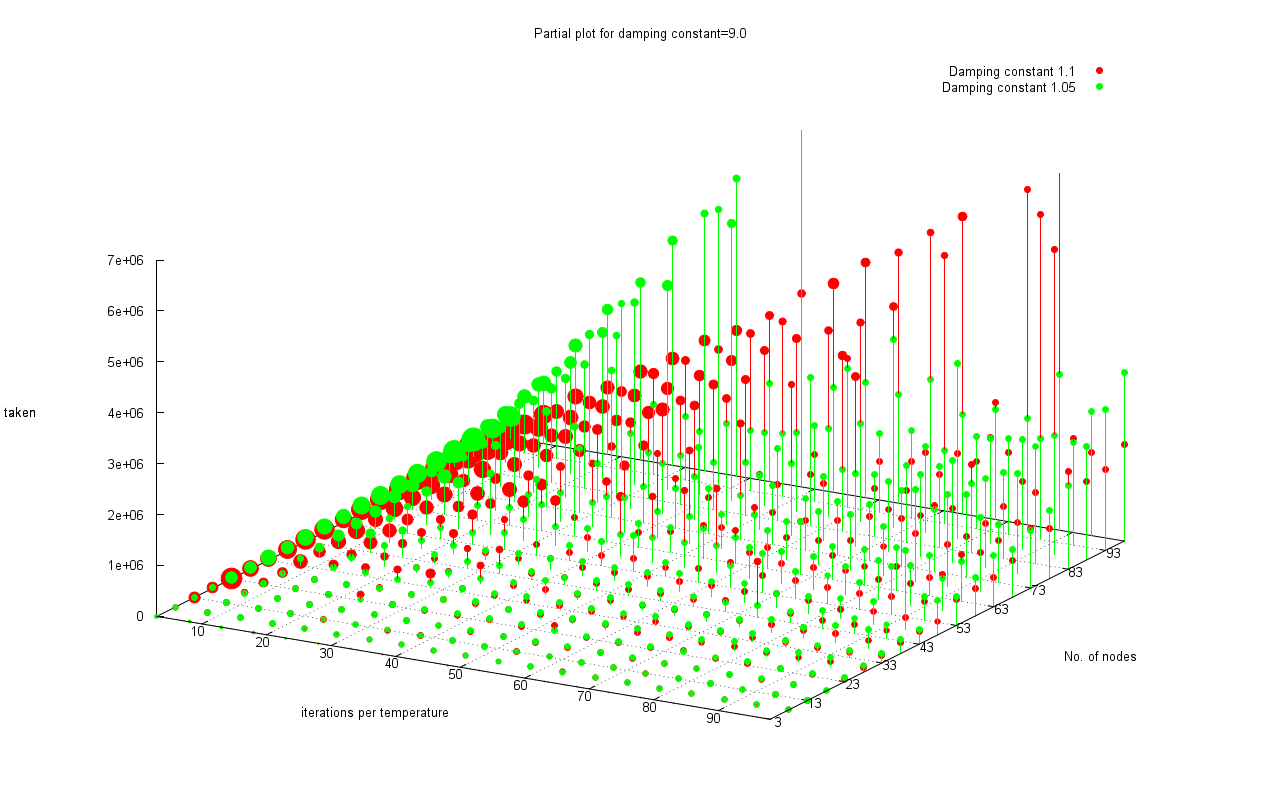 Partial plot for damping constant=9.0
Damping constant 1.1
Damping constant 1.05
7e+06
6e+06
5e+06
4e+06
3e+06
2e+06
1e+06
0
taken
10
20
30
40
50
60
70
80
90
iterations per temperature
3
13
23
33
43
53
63
73
83
93
No. of nodes